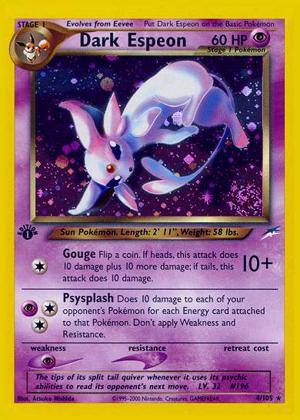 STAGE 1 Evolves from Eevee Put Dark Espeon on the Basic Pokémon
Dark Espeon 60 HP
Stage 1 Pokémon
EDITION
1
Sun Pokémon. Length: 2' 11", Weight: 58 lbs.
Gouge Flip a coin. If heads, this attack does
10 damage plus 10 more damage; if tails, this
attack does 10 damage.
10+
Psysplash Does 10 damage to each of your
opponent's Pokémon for each Energy card attached
to that Pokémon. Don't apply Weakness and
Resistance.
weakness resistance retreat cost
The tips of its split tail quiver whenever it uses its psychic
abilities to read its opponent's next move. LV. 32 #196
Illus. Atsuko Nishida ©1995-2000 Nintendo, Creatures, GAMEFREAK. 4/105 ★